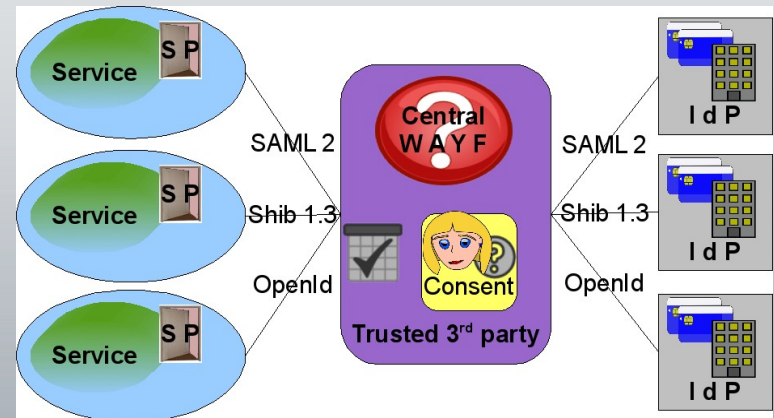 Service
S P
Service
S P
Service
S P
SAML 2
Shib 1.3
OpenId
Central
W A Y F
Consent
Trusted 3rd party
SAML 2
Shib 1.3
OpenId
I d P
I d P
I d P